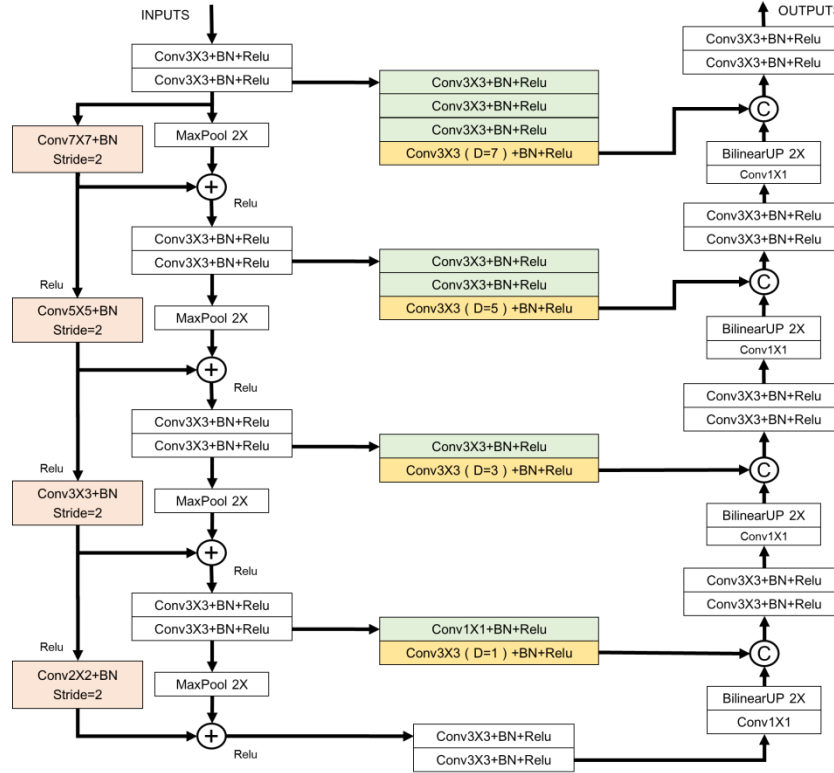 INPUTS
OUTPUTS
Conv3X3+BN+Relu
Conv3X3+BN+Relu
Conv3X3+BN+Relu
Conv3X3+BN+Relu
Conv3X3+BN+Relu
Conv3X3 ( D=7 ) +BN+Relu
Conv3X3+BN+Relu
Conv3X3+BN+Relu
C
Conv7X7+BN
Stride=2
MaxPool 2X
+
Relu
BilinearUP 2X
Conv1X1
Conv3X3+BN+Relu
Conv3X3+BN+Relu
Conv3X3+BN+Relu
Conv3X3+BN+Relu
Conv3X3 ( D=5 ) +BN+Relu
Conv3X3+BN+Relu
Conv3X3+BN+Relu
C
Relu
Conv5X5+BN
Stride=2
MaxPool 2X
+
Relu
BilinearUP 2X
Conv1X1
Conv3X3+BN+Relu
Conv3X3+BN+Relu
Conv3X3+BN+Relu
Conv3X3 ( D=3 ) +BN+Relu
Conv3X3+BN+Relu
Conv3X3+BN+Relu
C
Relu
Conv3X3+BN
Stride=2
MaxPool 2X
+
Relu
BilinearUP 2X
Conv1X1
Conv3X3+BN+Relu
Conv3X3+BN+Relu
Conv1X1+BN+Relu
Conv3X3 ( D=1 ) +BN+Relu
Conv3X3+BN+Relu
Conv3X3+BN+Relu
C
Relu
Conv2X2+BN
Stride=2
MaxPool 2X
+
Relu
BilinearUP 2X
Conv1X1
Conv3X3+BN+Relu
Conv3X3+BN+Relu